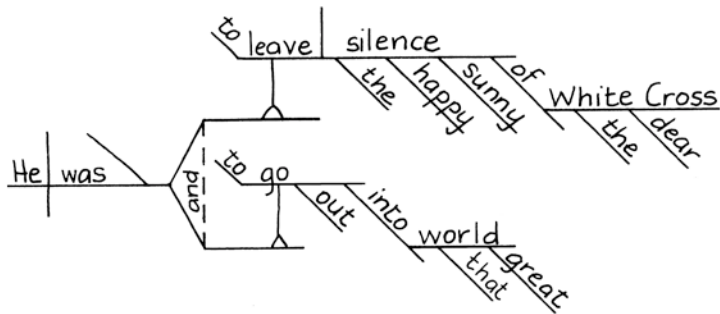 to leave silence
the happy sunny of
White Cross
the dear
He was
and
to go
out into
world
that great